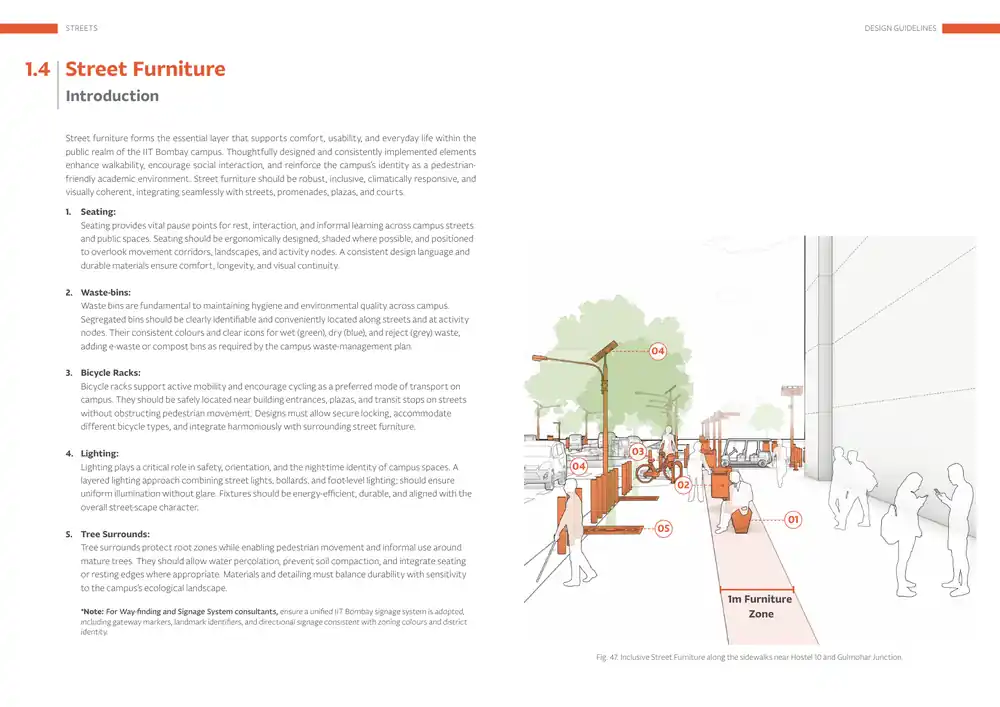 STREETS
DESIGN GUIDELINES
1.4 Street Furniture
Introduction
Street furniture forms the essential layer that supports comfort, usability, and everyday life within the
public realm of the IIT Bombay campus. Thoughtfully designed and consistently implemented elements
enhance walkability, encourage social interaction, and reinforce the campus's identity as a pedestrian-
friendly academic environment. Street furniture should be robust, inclusive, climatically responsive, and
visually coherent, integrating seamlessly with streets, promenades, plazas, and courts.
1. Seating:
Seating provides vital pause points for rest, interaction, and informal learning across campus streets
and public spaces. Seating should be ergonomically designed, shaded where possible, and positioned
to overlook movement corridors, landscapes, and activity nodes. A consistent design language and
durable materials ensure comfort, longevity, and visual continuity.
2. Waste-bins:
Waste bins are fundamental to maintaining hygiene and environmental quality across campus.
Segregated bins should be clearly identifiable and conveniently located along streets and at activity
nodes. Their consistent colours and clear icons for wet (green), dry (blue), and reject (grey) waste,
adding e-waste or compost bins as required by the campus waste-management plan.
3. Bicycle Racks:
Bicycle racks support active mobility and encourage cycling as a preferred mode of transport on
campus. They should be safely located near building entrances, plazas, and transit stops on streets
without obstructing pedestrian movement. Designs must allow secure locking, accommodate
different bicycle types, and integrate harmoniously with surrounding street furniture.
4. Lighting:
Lighting plays a critical role in safety, orientation, and the night-time identity of campus spaces. A
layered lighting approach combining street lights, bollards, and foot-level lighting; should ensure
uniform illumination without glare. Fixtures should be energy-efficient, durable, and aligned with the
overall street-scape character.
5. Tree Surrounds:
Tree surrounds protect root zones while enabling pedestrian movement and informal use around
mature trees. They should allow water percolation, prevent soil compaction, and integrate seating
or resting edges where appropriate. Materials and detailing must balance durability with sensitivity
to the campus's ecological landscape.
*Note: For Way-finding and Signage System consultants, ensure a unified IIT Bombay signage system is adopted,
including gateway markers, landmark identifiers, and directional signage consistent with zoning colours and district
identity.
04
03
04
02
01
05
1m Furniture
Zone
Fig. 47. Inclusive Street Furniture along the sidewalks near Hostel 10 and Gulmohar Junction.